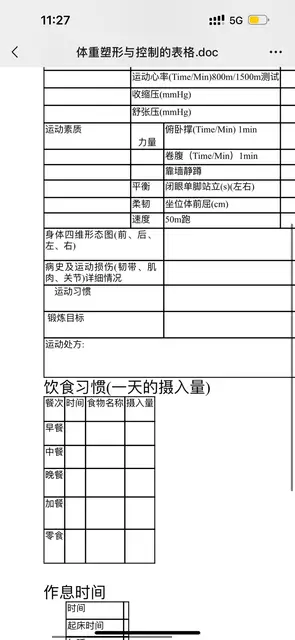 11:27
5G
体重塑形与控制的表格.doc
运动心率(Time/Min)800m/1500m测试
收缩压(mmHg)
舒张压(mmHg)
运动素质
力量
俯卧撑(Time/Min) 1min
卷腹（Time/Min）1min
靠墙静蹲
平衡
闭眼单脚站立(s)(左右)
柔韧
坐位体前屈(cm)
速度
50m跑
身体四维形态图(前、后、
左、右)
病史及运动损伤(韧带、肌
肉、关节)详细情况
运动习惯
锻炼目标
运动处方:
饮食习惯(一天的摄入量)
餐次 时间 食物名称 摄入量
早餐
中餐
晚餐
加餐
零食
作息时间
时间
起床时间